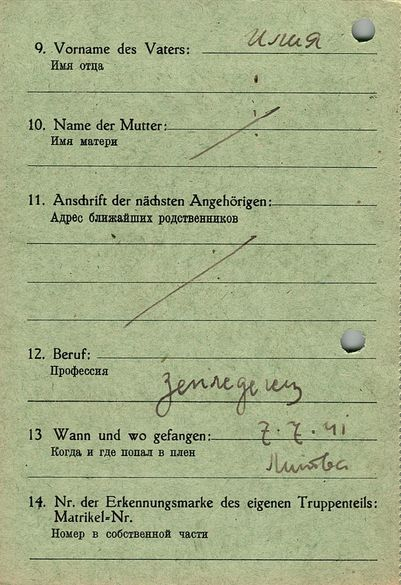 9. Vorname des Vaters: илия
Имя отца
10. Name der Mutter:
Имя матери
11. Anschrift der nächsten Angehörigen:
Адрес ближайших родственников
12. Beruf:
Профессия
13 Wann und wo gefangen: 7.7.41
Когда и где попал в плен
Литва
14. Nr. der Erkennungsmarke des eigenen Truppenteils:
Matrikel=Nr.
Номер в собственной части